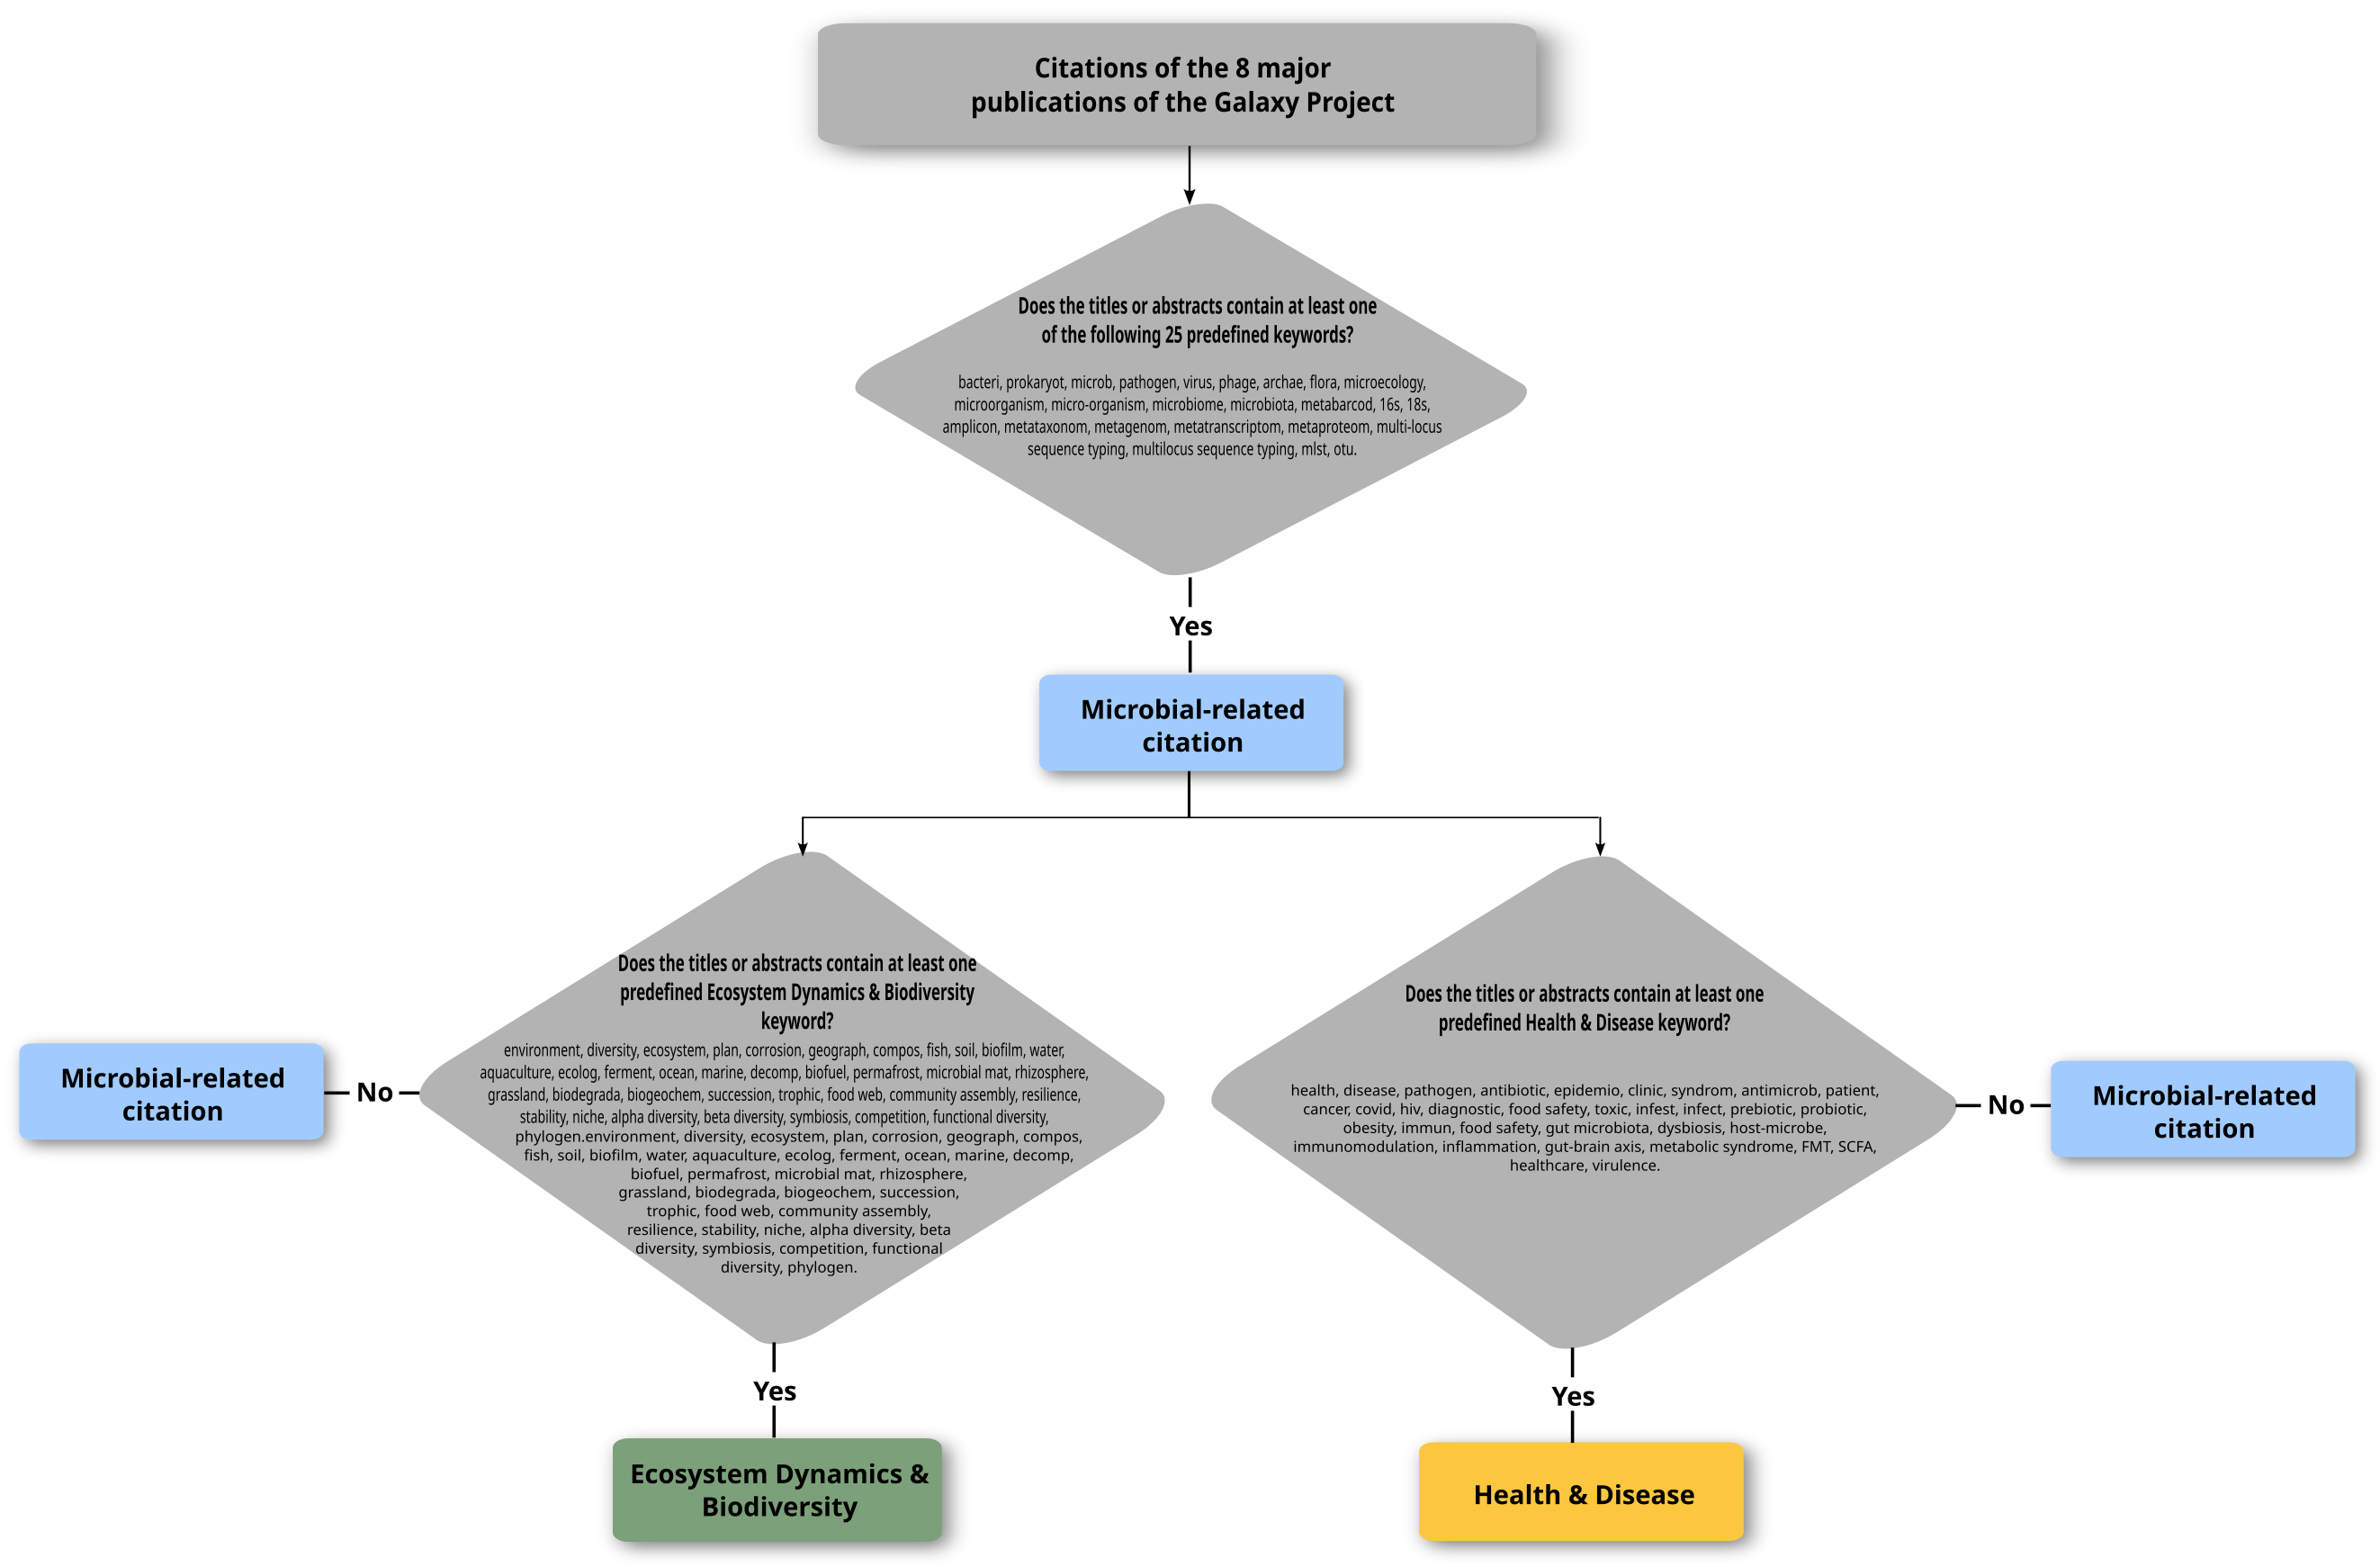 Citations of the 8 major
publications of the Galaxy Project
Does the titles or abstracts contain at least one
of the following 25 predefined keywords?
bacteri, prokaryot, microb, pathogen, virus, phage, archae, flora, microecology,
microorganism, micro-organism, microbiome, microbiota, metabarcod, 16s, 18s,
amplicon, metataxonom, metagenom, metatranscriptom, metaproteom, multi-locus
sequence typing, multilocus sequence typing, mlst, otu.
Yes
Microbial-related
citation
Does the titles or abstracts contain at least one
predefined Ecosystem Dynamics & Biodiversity
keyword?
environment, diversity, ecosystem, plan, corrosion, geograph, compos, fish, soil, biofilm, water,
aquaculture, ecolog, ferment, ocean, marine, decomp, biofuel, permafrost, microbial mat, rhizosphere,
grassland, biodegrada, biogeochem, succession, trophic, food web, community assembly, resilience,
stability, niche, alpha diversity, beta diversity, symbiosis, competition, functional diversity,
phylogen.environment, diversity, ecosystem, plan, corrosion, geograph, compos,
fish, soil, biofilm, water, aquaculture, ecolog, ferment, ocean, marine, decomp,
biofuel, permafrost, microbial mat, rhizosphere,
grassland, biodegrada, biogeochem, succession,
trophic, food web, community assembly,
resilience, stability, niche, alpha diversity, beta
diversity, symbiosis, competition, functional
diversity, phylogen.
No
Microbial-related
citation
Yes
Ecosystem Dynamics &
Biodiversity
Does the titles or abstracts contain at least one
predefined Health & Disease keyword?
health, disease, pathogen, antibiotic, epidemio, clinic, syndrom, antimicrob, patient,
cancer, covid, hiv, diagnostic, food safety, toxic, infest, infect, prebiotic, probiotic,
obesity, immun, food safety, gut microbiota, dysbiosis, host-microbe,
immunomodulation, inflammation, gut-brain axis, metabolic syndrome, FMT, SCFA,
healthcare, virulence.
No
Microbial-related
citation
Yes
Health & Disease